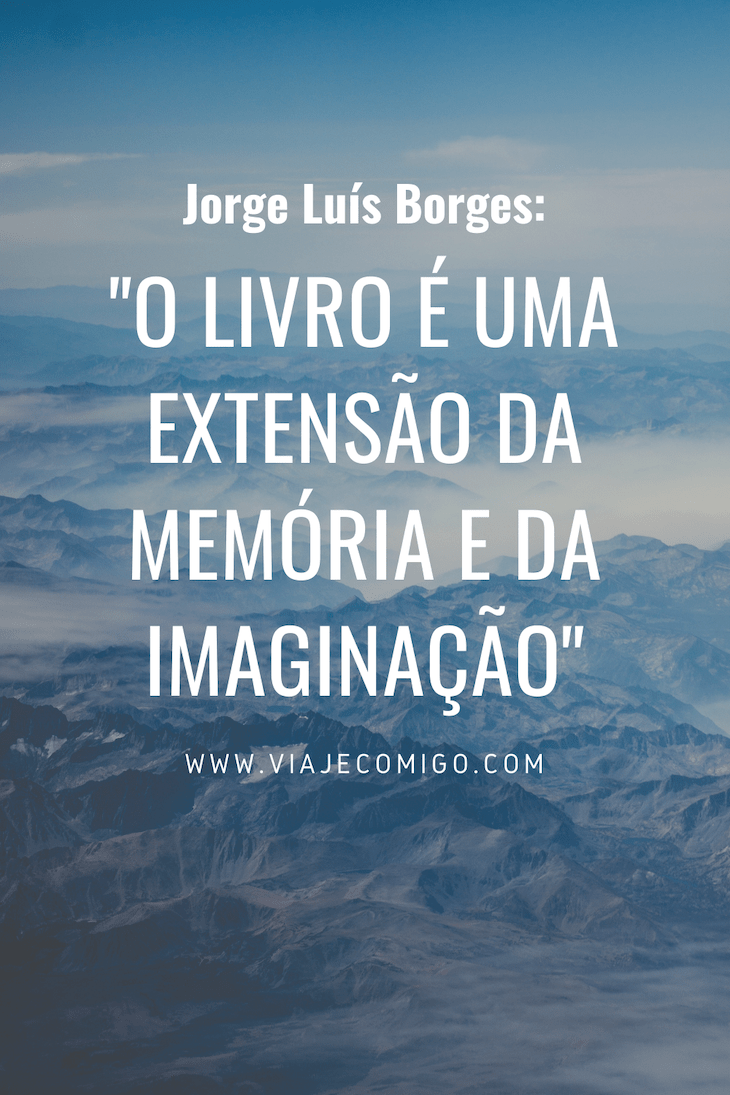 Jorge Luís Borges:
"O LIVRO É UMA
EXTENSÃO DA
MEMÓRIA E DA
IMAGINAÇÃO"
WWW.VIAJECOMIGO.COM